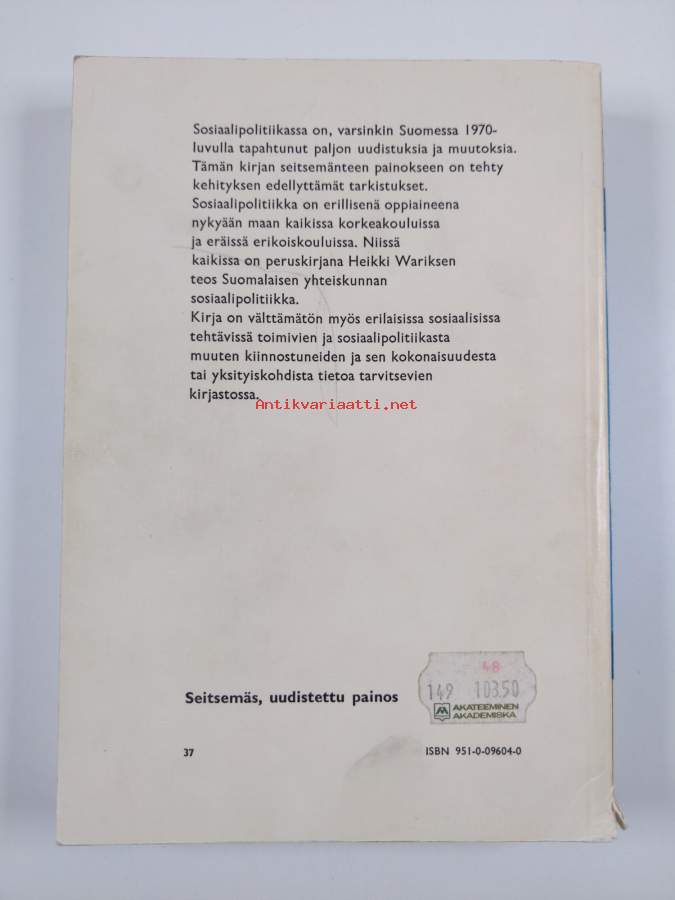 Sosiaalipolitiikassa on, varsinkin Suomessa 1970-
luvulla tapahtunut paljon uudistuksia ja muutoksia.
Tämän kirjan seitsemänteen painokseen on tehty
kehityksen edellyttämät tarkistukset.
Sosiaalipolitiikka on erillisenä oppiaineena
nykyään maan kaikissa korkeakouluissa
ja eräissä erikoiskouluissa. Niissä
kaikissa on peruskirjana Heikki Wariksen
teos Suomalaisen yhteiskunnan
sosiaalipolitiikka.
Kirja on välttämätön myös erilaisissa sosiaalisissa
tehtävissä toimivien ja sosiaalipolitiikasta
muuten kiinnostuneiden ja sen kokonaisuudesta
tai yksityiskohdista tietoa tarvitsevien
kirjastossa.
Antikvariaatti.net
48
149 103.50
AKATEEMINEN
AKADEMISKA
Seitsemäs, uudistettu painos
37
ISBN 951-0-09604-0